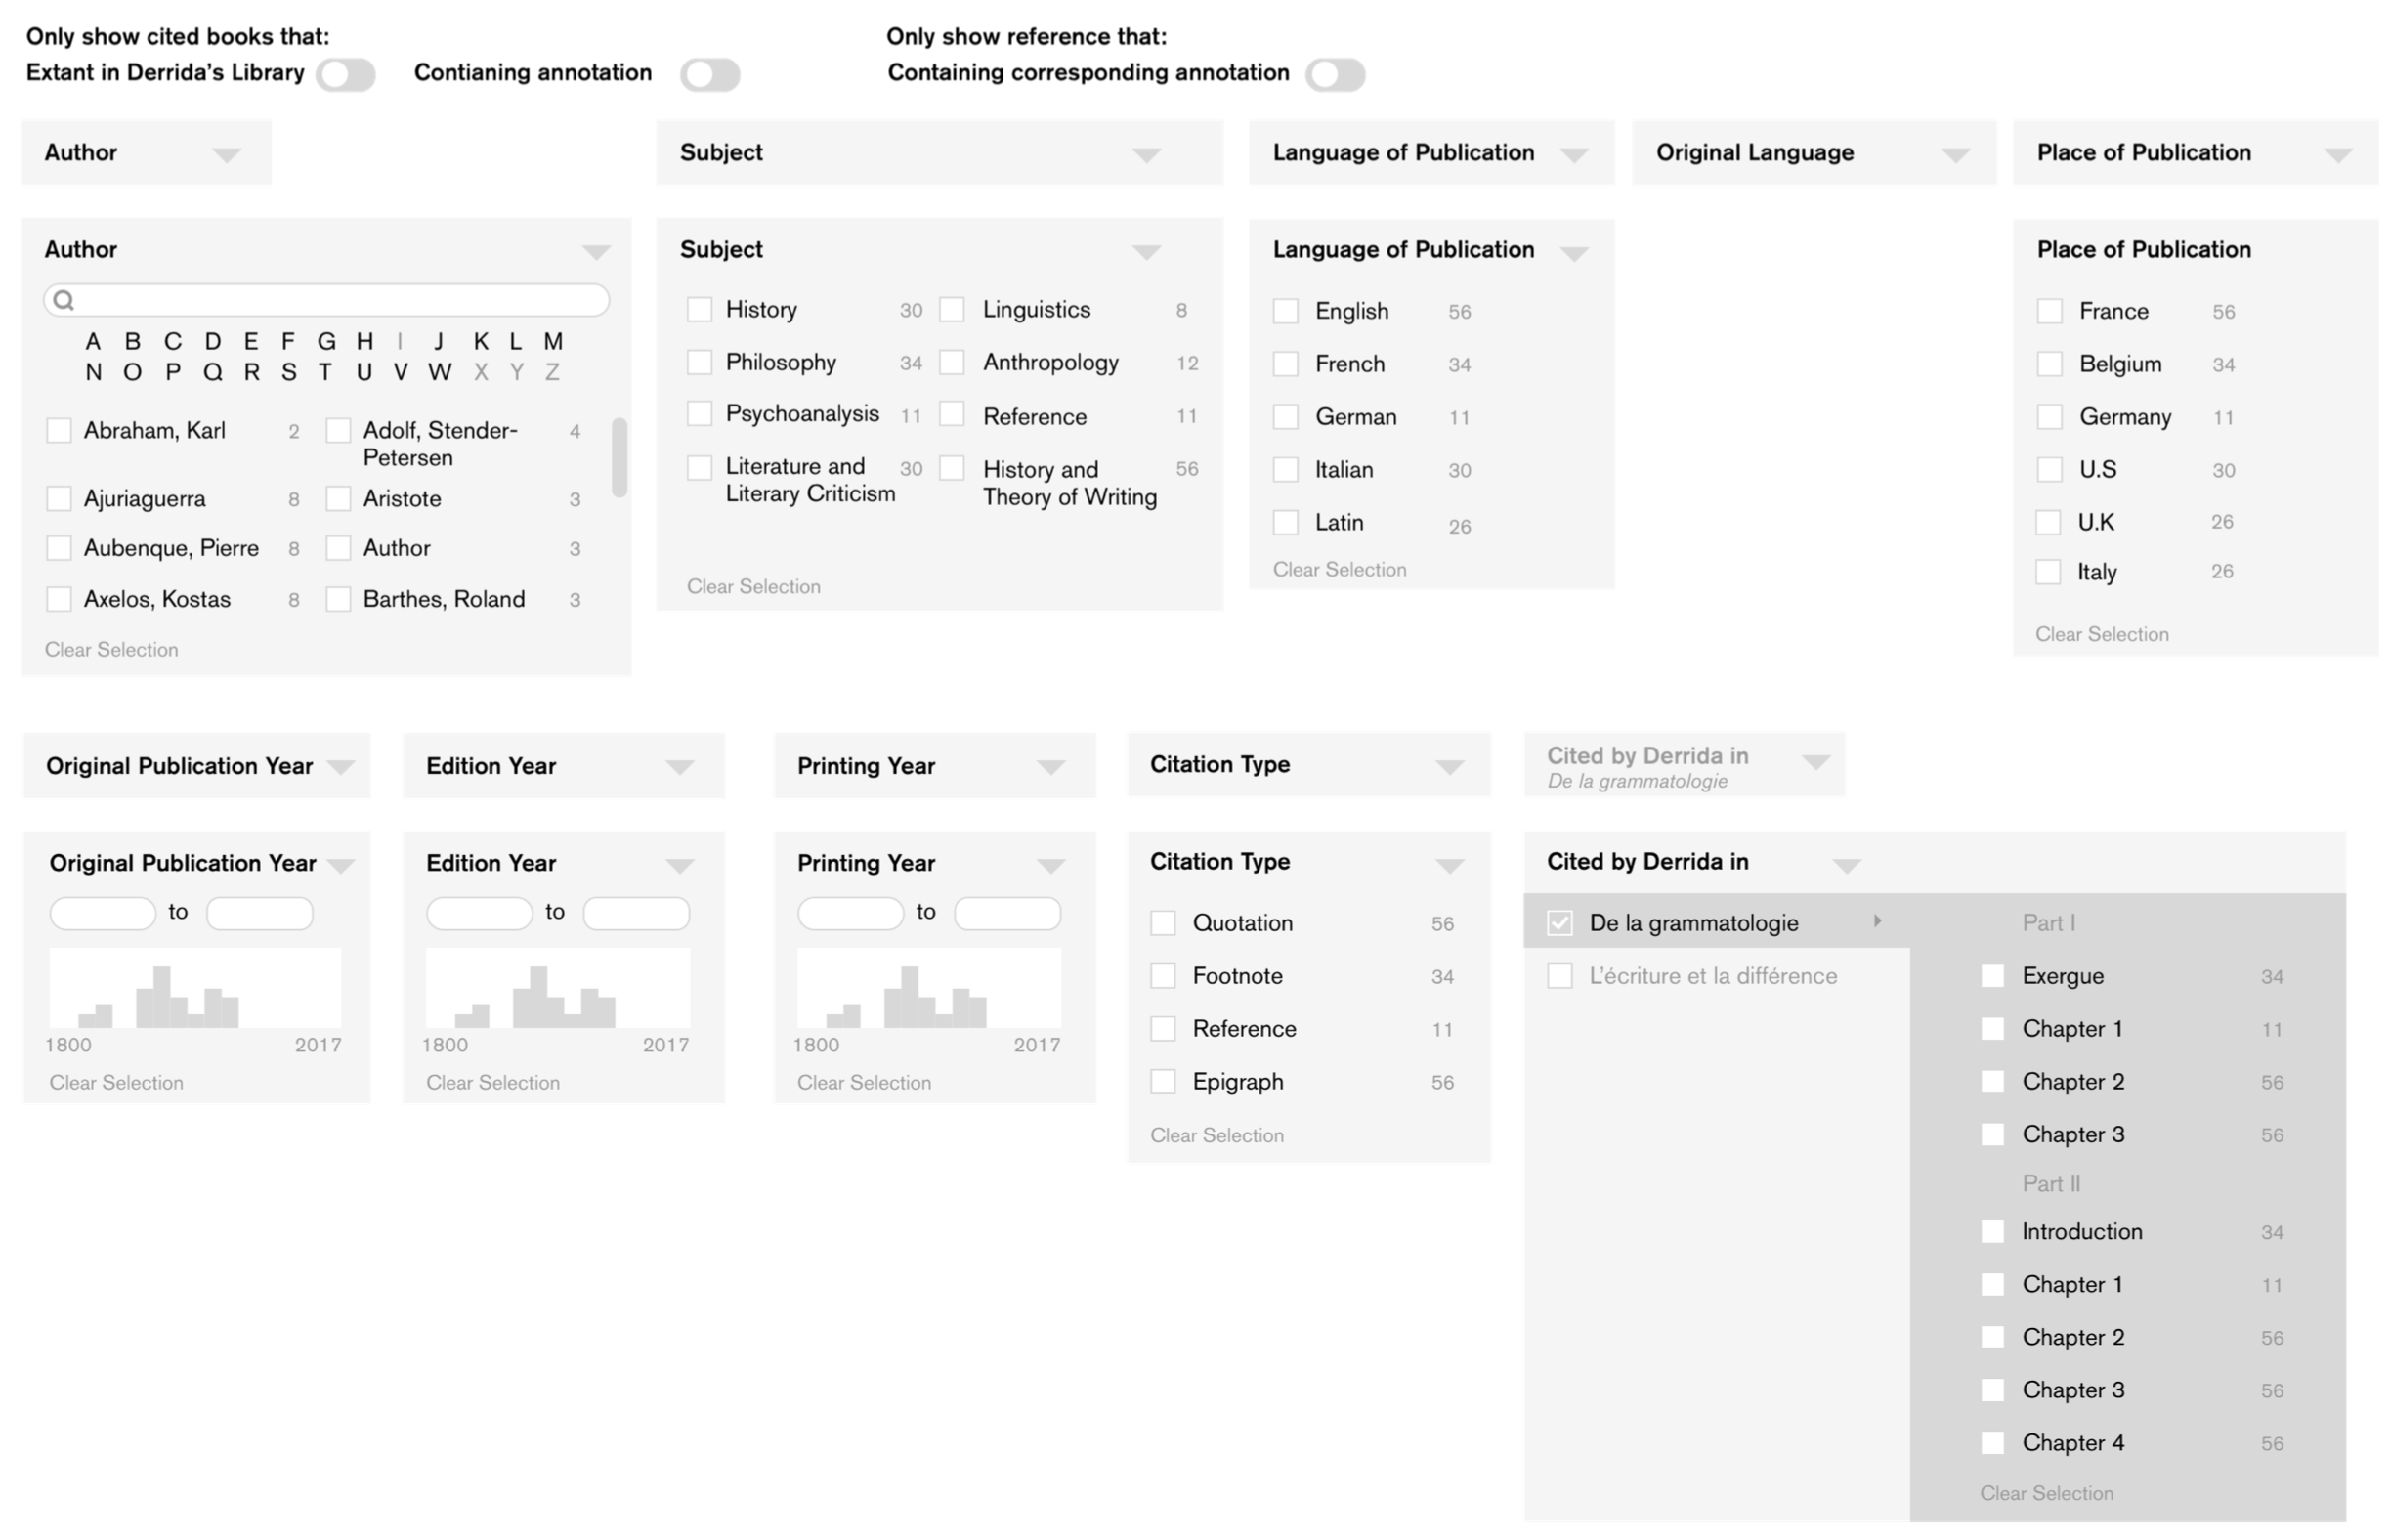 Only show cited books that:
Extant in Derrida's Library
Contianing annotation
Only show reference that:
Containing corresponding annotation
Author
Subject
Language of Publication
Original Language
Place of Publication
Author
A B C D E F G H I J K L M
N O P Q R S T U V W X Y Z
Abraham, Karl 2
Adolf, Stender-
Petersen 4
Ajuriaguerra 8
Aristote 3
Aubenque, Pierre 8
Author 3
Axelos, Kostas 8
Barthes, Roland 3
Clear Selection
Subject
History 30
Linguistics 8
Philosophy 34
Anthropology 12
Psychoanalysis 11
Reference 11
Literature and 30
Literary Criticism
History and 56
Theory of Writing
Clear Selection
Language of Publication
English 56
French 34
German 11
Italian 30
Latin 26
Clear Selection
Place of Publication
France 56
Belgium 34
Germany 11
U.S 30
U.K 26
Italy 26
Clear Selection
Original Publication Year
Edition Year
Printing Year
Citation Type
Cited by Derrida in
De la grammatologie
Original Publication Year
to
1800 2017
Clear Selection
Edition Year
to
1800 2017
Clear Selection
Printing Year
to
1800 2017
Clear Selection
Citation Type
Quotation 56
Footnote 34
Reference 11
Epigraph 56
Clear Selection
Cited by Derrida in
De la grammatologie
L'écriture et la différence
Part I
Exergue 34
Chapter 1 11
Chapter 2 56
Chapter 3 56
Part II
Introduction 34
Chapter 1 11
Chapter 2 56
Chapter 3 56
Chapter 4 56
Clear Selection